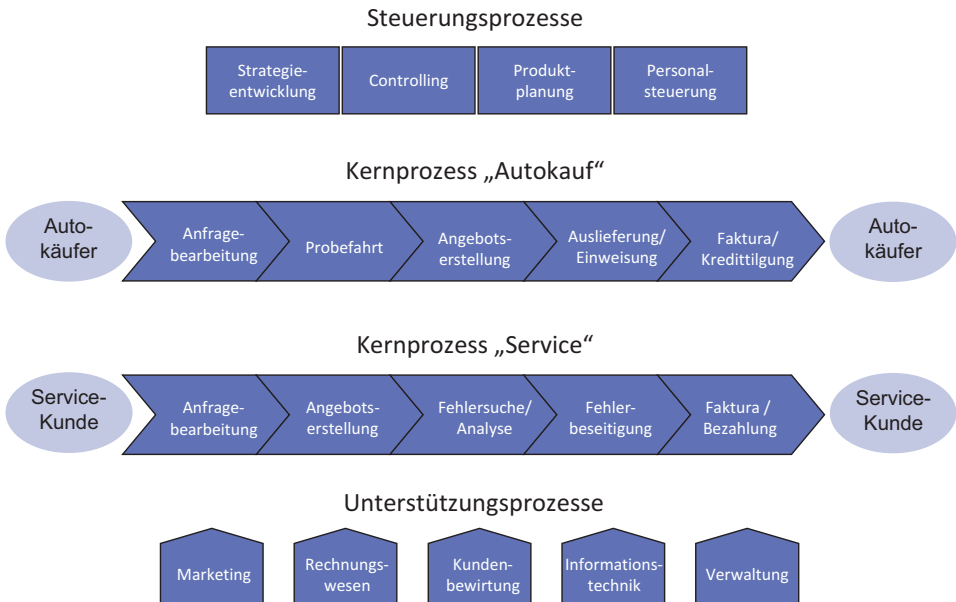 Steuerungsprozesse
Strategie-
entwicklung
Controlling
Produkt-
planung
Personal-
steuerung
Kernprozess „Autokauf“
Auto-
käufer
Anfrage-
bearbeitung
Probefahrt
Angebots-
erstellung
Auslieferung/
Einweisung
Faktura/
Kredittilgung
Auto-
käufer
Kernprozess „Service“
Service-
Kunde
Anfrage-
bearbeitung
Angebots-
erstellung
Fehlersuche/
Analyse
Fehler-
beseitigung
Faktura /
Bezahlung
Service-
Kunde
Unterstützungsprozesse
Marketing
Rechnungs-
wesen
Kunden-
bewirtung
Informations-
technik
Verwaltung